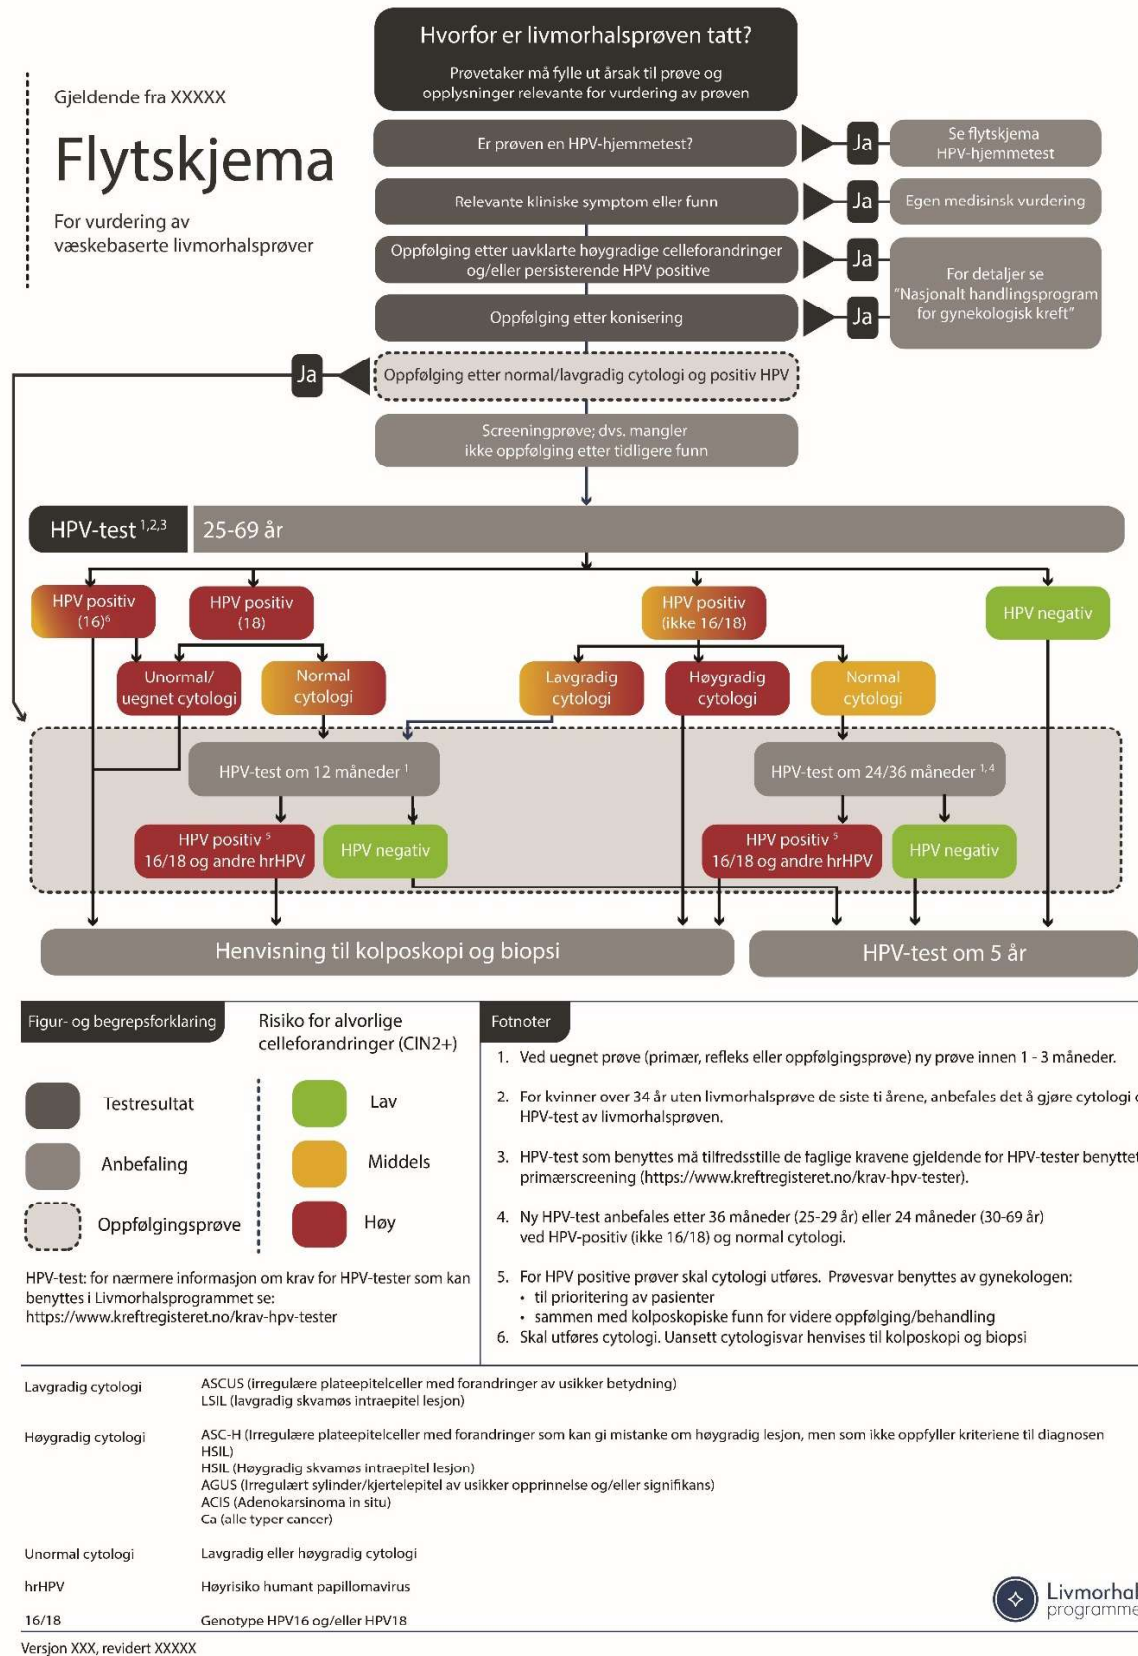 Hvorfor er livmorhalsprøven tatt?
Prøvetaker må fylle ut årsak til prøve og
opplysninger relevante for vurdering av prøven
Gjeldende fra XXXXX
Flytskjema
For vurdering av
væskebaserte livmorhalsprøver
Er prøven en HPV-hjemmetest?
Ja
Se flytskjema
HPV-hjemmetest
Relevante kliniske symptom eller funn
Ja
Egen medisinsk vurdering
Oppfølging etter uavklarte høygradige celleforandringer
og/eller persisterende HPV positive
Ja
For detaljer se
"Nasjonalt handlingsprogram
for gynekologisk kreft"
Oppfølging etter konisering
Ja
Ja
Oppfølging etter normal/lavgradig cytologi og positiv HPV
Screeningprøve; dvs. mangler
ikke oppfølging etter tidligere funn
HPV-test 1,2,3
25-69 år
HPV positiv
(16)6
HPV positiv
(18)
HPV positiv
(ikke 16/18)
HPV negativ
Unormal/
uegnet cytologi
Normal
cytologi
Lavgradig
cytologi
Høygradig
cytologi
Normal
cytologi
HPV-test om 12 måneder 1
HPV-test om 24/36 måneder 1,4
HPV positiv 5
16/18 og andre hrHPV
HPV negativ
HPV positiv 5
16/18 og andre hrHPV
HPV negativ
Henvisning til kolposkopi og biopsi
HPV-test om 5 år
Figur- og begrepsforklaring
Risiko for alvorlige
celleforandringer (CIN2+)
Testresultat
Lav
Anbefaling
Middels
Oppfølgingsprøve
Høy
HPV-test: for nærmere informasjon om krav for HPV-tester som kan
benyttes i Livmorhalsprogrammet se:
https://www.kreftregisteret.no/krav-hpv-tester
Fotnoter
1. Ved uegnet prøve (primær, refleks eller oppfølgingsprøve) ny prøve innen 1 - 3 måneder.
2. For kvinner over 34 år uten livmorhalsprøve de siste ti årene, anbefales det å gjøre cytologi
HPV-test av livmorhalsprøven.
3. HPV-test som benyttes må tilfredsstille de faglige kravene gjeldende for HPV-tester benyttet
primærscreening (https://www.kreftregisteret.no/krav-hpv-tester).
4. Ny HPV-test anbefales etter 36 måneder (25-29 år) eller 24 måneder (30-69 år)
ved HPV-positiv (ikke 16/18) og normal cytologi.
5. For HPV positive prøver skal cytologi utføres. Prøvesvar benyttes av gynekologen:
• til prioritering av pasienter
• sammen med kolposkopiske funn for videre oppfølging/behandling
6. Skal utføres cytologi. Uansett cytologisvar henvises til kolposkopi og biopsi
Lavgradig cytologi
ASCUS (irregulære plateepitelceller med forandringer av usikker betydning)
LSIL (lavgradig skvamøs intraepitel lesjon)
Høygradig cytologi
ASC-H (Irregulære plateepitelceller med forandringer som kan gi mistanke om høygradig lesjon, men som ikke oppfyller kriteriene til diagnosen
HSIL)
HSIL (Høygradig skvamøs intraepitel lesjon)
AGUS (Irregulært sylinder/kjertelepitel av usikker opprinnelse og/eller signifikans)
ACIS (Adenokarsinoma in situ)
Ca (alle typer cancer)
Unormal cytologi
Lavgradig eller høygradig cytologi
hrHPV
Høyrisiko humant papillomavirus
16/18
Genotype HPV16 og/eller HPV18
Livmorhal
programme
Versjon XXX, revidert XXXXX